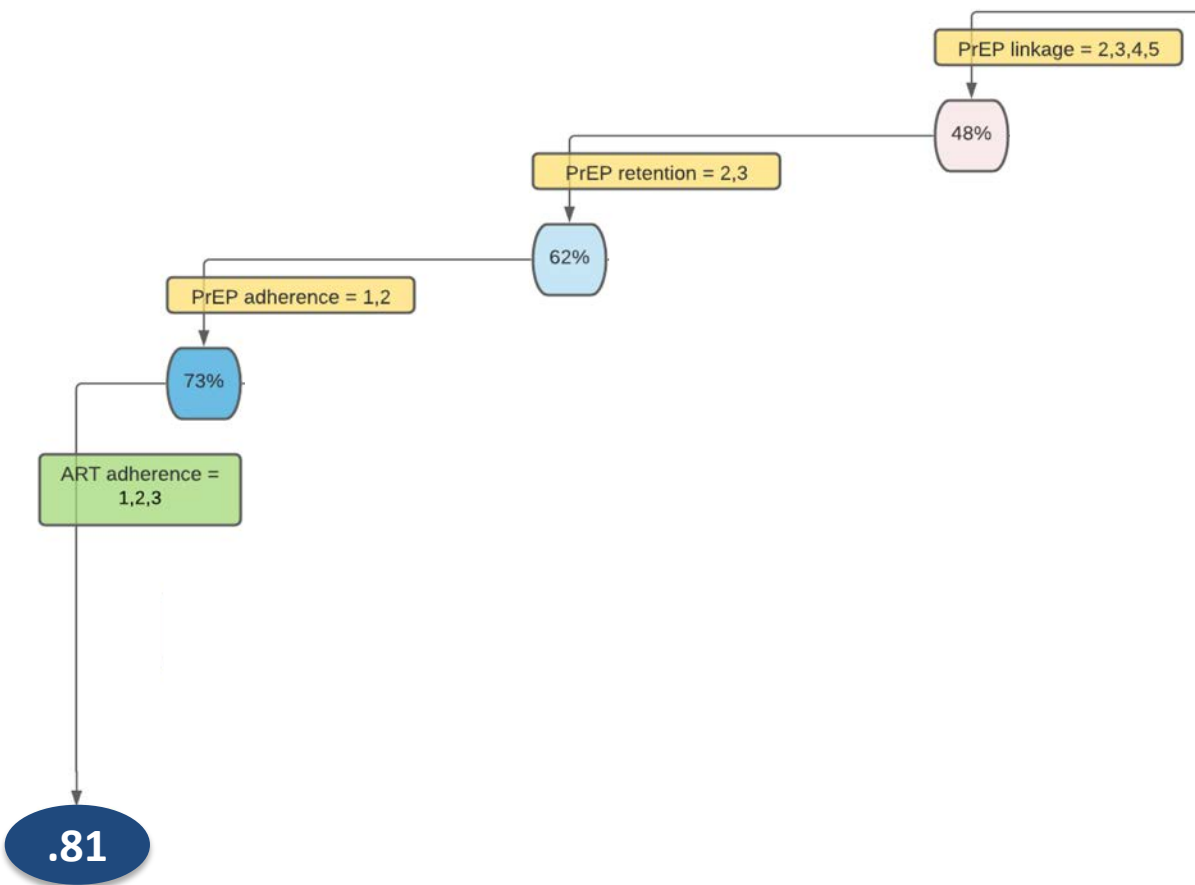 PrEP linkage = 2,3,4,5
48%
PrEP retention = 2,3
62%
PrEP adherence = 1,2
73%
ART adherence =
1,2,3
.81